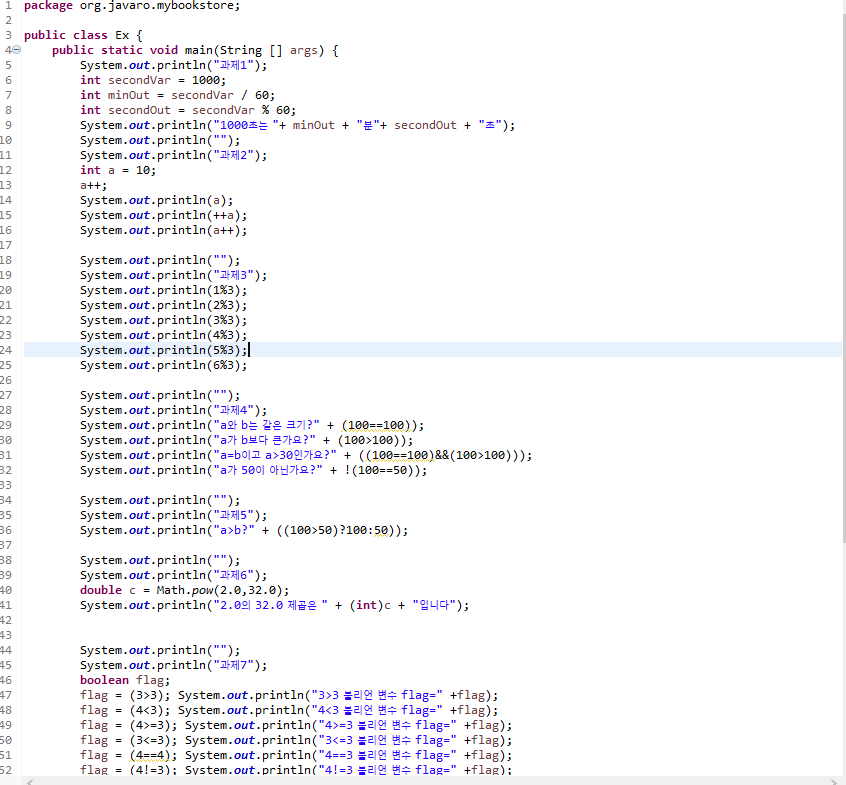 1 package org.javaro.mybookstore;
2
3 public class Ex {
4 public static void main(String [] args) {
5 System.out.println("과제1");
6 int secondVar = 1000;
7 int minOut = secondVar / 60;
8 int secondOut = secondVar % 60;
9 System.out.println("1000초는 "+ minOut + "분"+ secondOut + "초");
10 System.out.println("");
11 System.out.println("과제2");
12 int a = 10;
13 a++;
14 System.out.println(a);
15 System.out.println(++a);
16 System.out.println(a++);
17
18 System.out.println("");
19 System.out.println("과제3");
20 System.out.println(1%3);
21 System.out.println(2%3);
22 System.out.println(3%3);
23 System.out.println(4%3);
24 System.out.println(5%3);
25 System.out.println(6%3);
26
27 System.out.println("");
28 System.out.println("과제4");
29 System.out.println("a와 b는 같은 크기?" + (100==100));
30 System.out.println("a가 b보다 큰가요?" + (100>100));
31 System.out.println("a=b이고 a>30인가요?" + ((100==100)&&(100>100)));
32 System.out.println("a가 50이 아닌가요?" + !(100==50));
33
34 System.out.println("");
35 System.out.println("과제5");
36 System.out.println("a>b?" + ((100>50)?100:50));
37
38 System.out.println("");
39 System.out.println("과제6");
40 double c = Math.pow(2.0,32.0);
41 System.out.println("2.0의 32.0 제곱은 " + (int)c + "입니다");
42
43
44 System.out.println("");
45 System.out.println("과제7");
46 boolean flag;
47 flag = (3>3); System.out.println("3>3 불리언 변수 flag=" +flag);
48 flag = (4<3); System.out.println("4<3 불리언 변수 flag=" +flag);
49 flag = (4>=3); System.out.println("4>=3 불리언 변수 flag=" +flag);
50 flag = (3<=3); System.out.println("3<=3 불리언 변수 flag=" +flag);
51 flag = (4==4); System.out.println("4==3 불리언 변수 flag=" +flag);
52 flag = (4!=3); System.out.println("4!=3 불리언 변수 flag=" +flag);